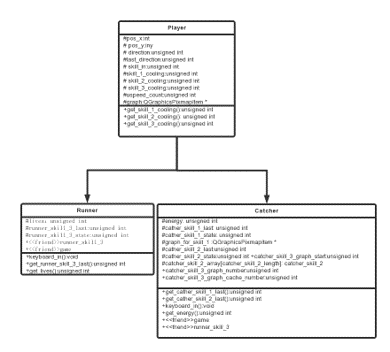 Player
#pos_x:int
# pos_y:iny
# direction:unsigned int
#last_direction:unsigned int
# skill_in:unsigned int
#skill_1_cooling:unsigned int
# skill_2_cooling:unsigned int
# skill_3_cooling:unsigned int
#uspeed_count:unsigned int
#graph:QGraphicsPixmapItem *
+get_skill_1_cooling():unsigned int
+get_skill_2_cooling(): unsigned int
+get_skill_3_cooling():unsigned int
Runner
#lives: unsigned int
#runner_skill_3_last:unsigned int
#runner_skill_3_state:unsigned int
+<<friend>>runner_skill_3
+<<friend>>game
+keyboard_in():void
+get_runner_skill_3_last():unsigned int
+get_lives():unsigned int
Catcher
#energy: unsigned int
#cather_skill_1_last: unsigned int
#cather_skill_1_state: unsigned int
#graph_for_skill_1 :QGraphicsPixmapItem *
#cather_skill_2_last:unsigned int
#cather_skill_2_state:unsigned int +catcher_skill_3_graph_start:unsigned int
#catcher_skill_2_array[catcher_skill_2_length]: catcher_skill_2
+catcher_skill_3_graph_number:unsigned int
+catcher_skill_3_graph_cache_number:unsigned int
+get_cather_skill_1_last():unsigned int
+get_cather_skill_2_last():unsigned int
+keyboard_in():void
+get_energy():unsigned int
+<<friend>>game
+<<friend>>runner_skill_3